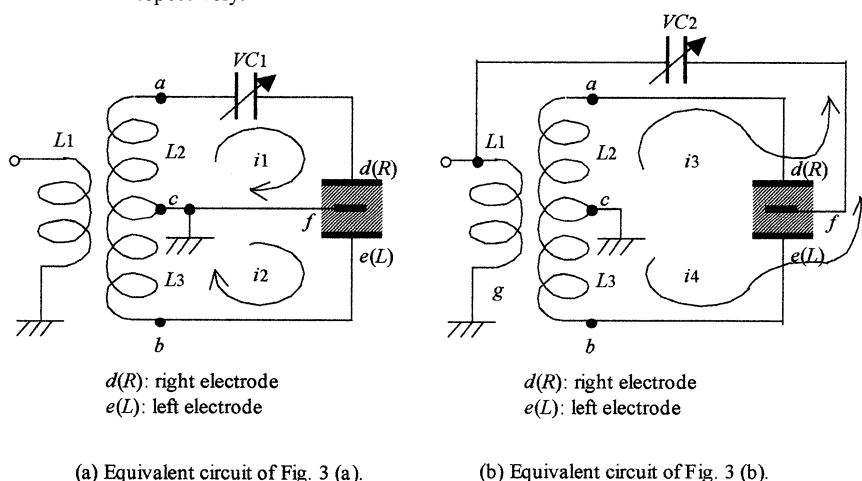 VC1
a
L1
L2
i1
d(R)
c
f
e(L)
L3
i2
b
d(R): right electrode
e(L): left electrode
(a) Equivalent circuit of Fig. 3 (a).
VC2
a
L1
L2
i3
d(R)
c
f
e(L)
L3
i4
g
b
d(R): right electrode
e(L): left electrode
(b) Equivalent circuit of Fig. 3 (b).